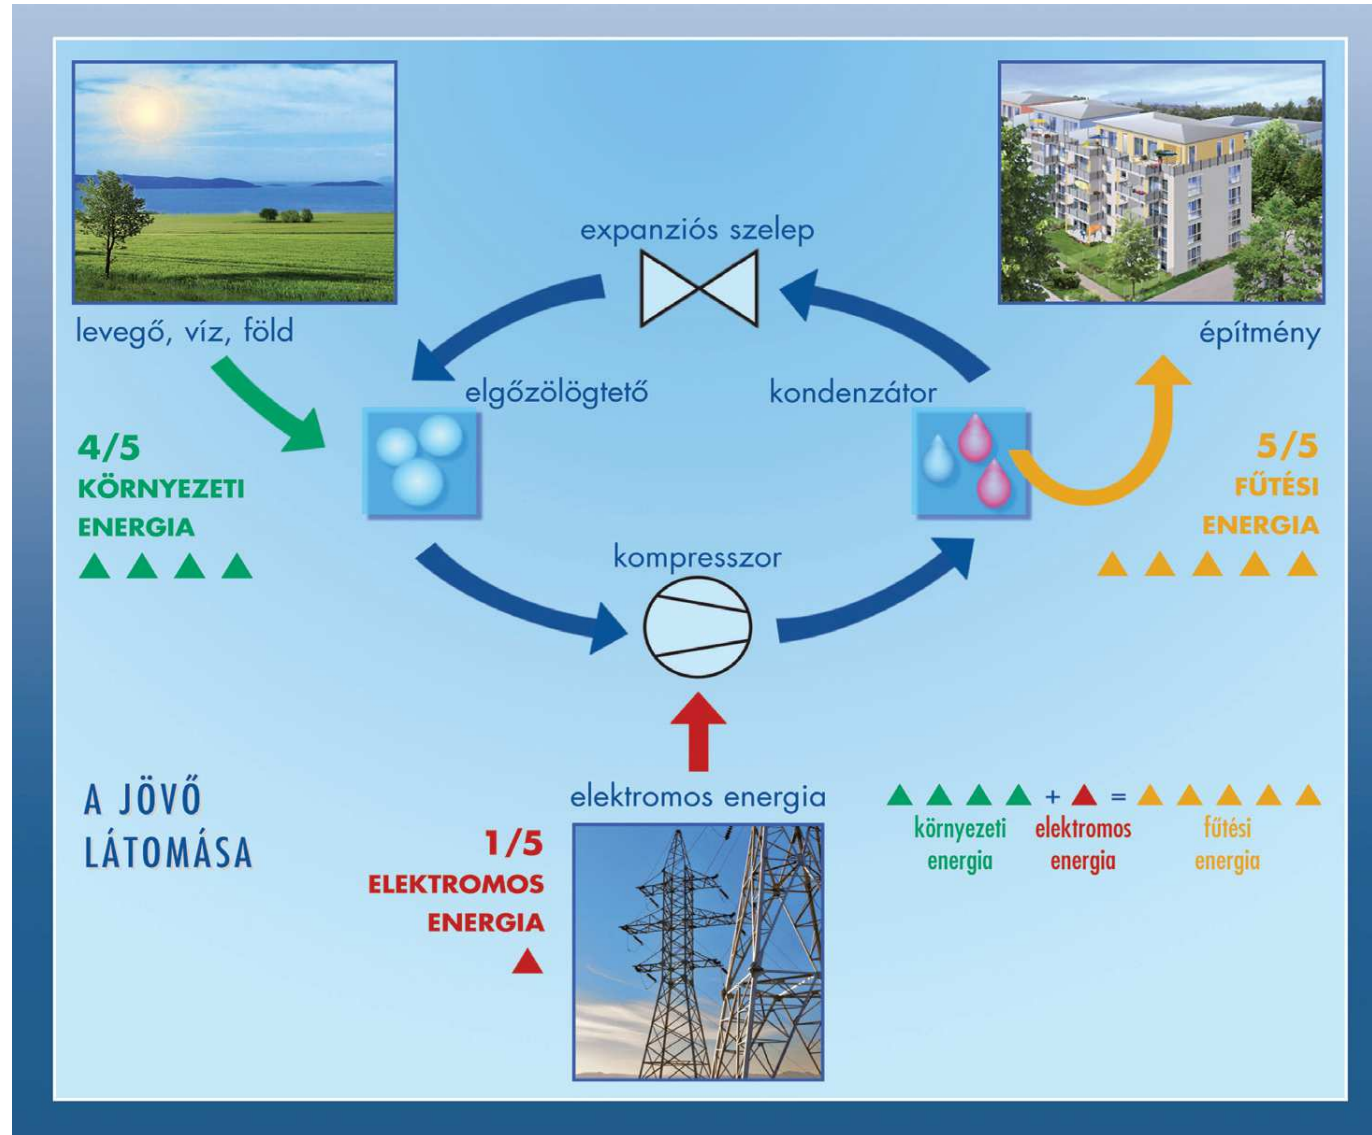 expanziós szelep
levegő, víz, föld
építmény
elgőzölögtető
kondenzátor
4/5
KÖRNYEZETI
ENERGIA
5/5
FŰTÉSI
ENERGIA
kompresszor
A JÖVŐ
LÁTOMÁSA
elektromos energia
1/5
ELEKTROMOS
ENERGIA
+ =
környezeti
energia
elektromos
energia
fűtési
energia